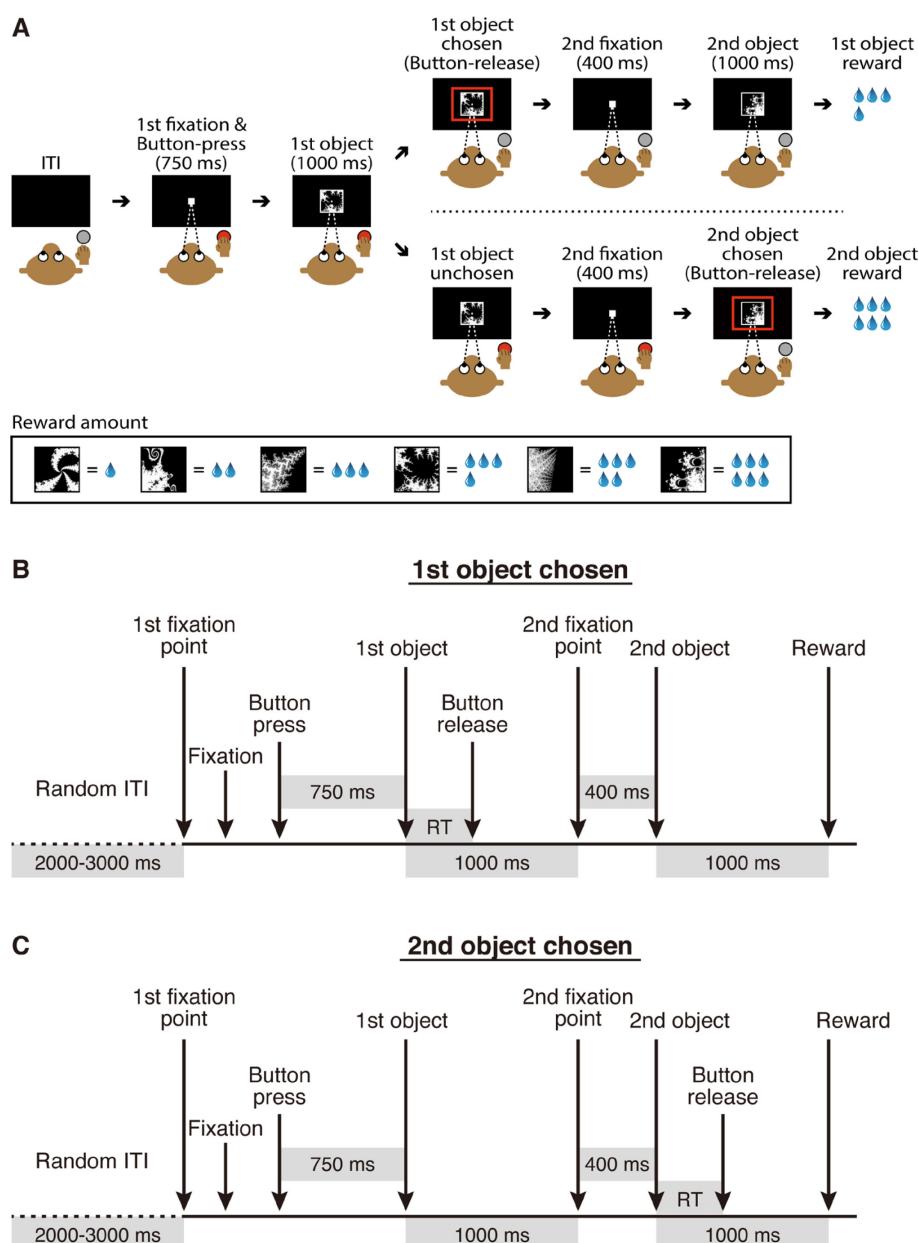 A
ITI
1st fixation &
Button-press
(750 ms)
1st object
(1000 ms)
1st object
chosen
(Button-release)
2nd fixation
(400 ms)
2nd object
(1000 ms)
1st object
reward
1st object
unchosen
2nd fixation
(400 ms)
2nd object
chosen
(Button-release)
2nd object
reward
Reward amount
=
=
=
=
=
=
B
1st object chosen
1st fixation
point
1st object
2nd fixation
point
2nd object
Reward
Button
press
Button
release
Fixation
Random ITI
750 ms
400 ms
RT
2000-3000 ms
1000 ms
1000 ms
C
2nd object chosen
1st fixation
point
1st object
2nd fixation
point
2nd object
Reward
Button
press
Button
release
Fixation
Random ITI
750 ms
400 ms
RT
2000-3000 ms
1000 ms
1000 ms